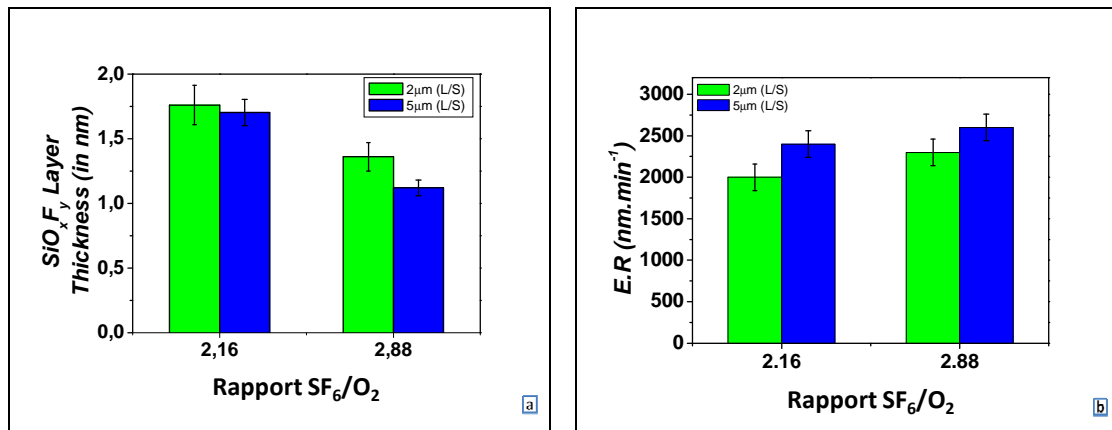 2,0
1,5
1,0
0,5
0,0
SiOxFy Layer
Thickness (in nm)
2μm (L/S)
5μm (L/S)
2,16
2,88
Rapport SF6/O2
a
3000
2500
2000
1500
1000
500
0
E.R (nm.min-1)
2μm (L/S)
5μm (L/S)
2.16
2.88
Rapport SF6/O2
b